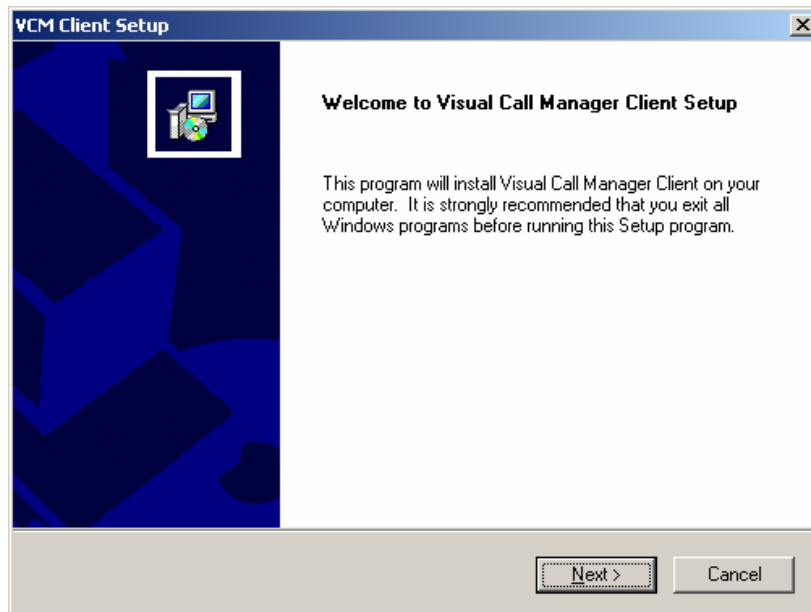 VCM Client Setup
Welcome to Visual Call Manager Client Setup
This program will install Visual Call Manager Client on your
computer.  It is strongly recommended that you exit all
Windows programs before running this Setup program.
Next >
Cancel